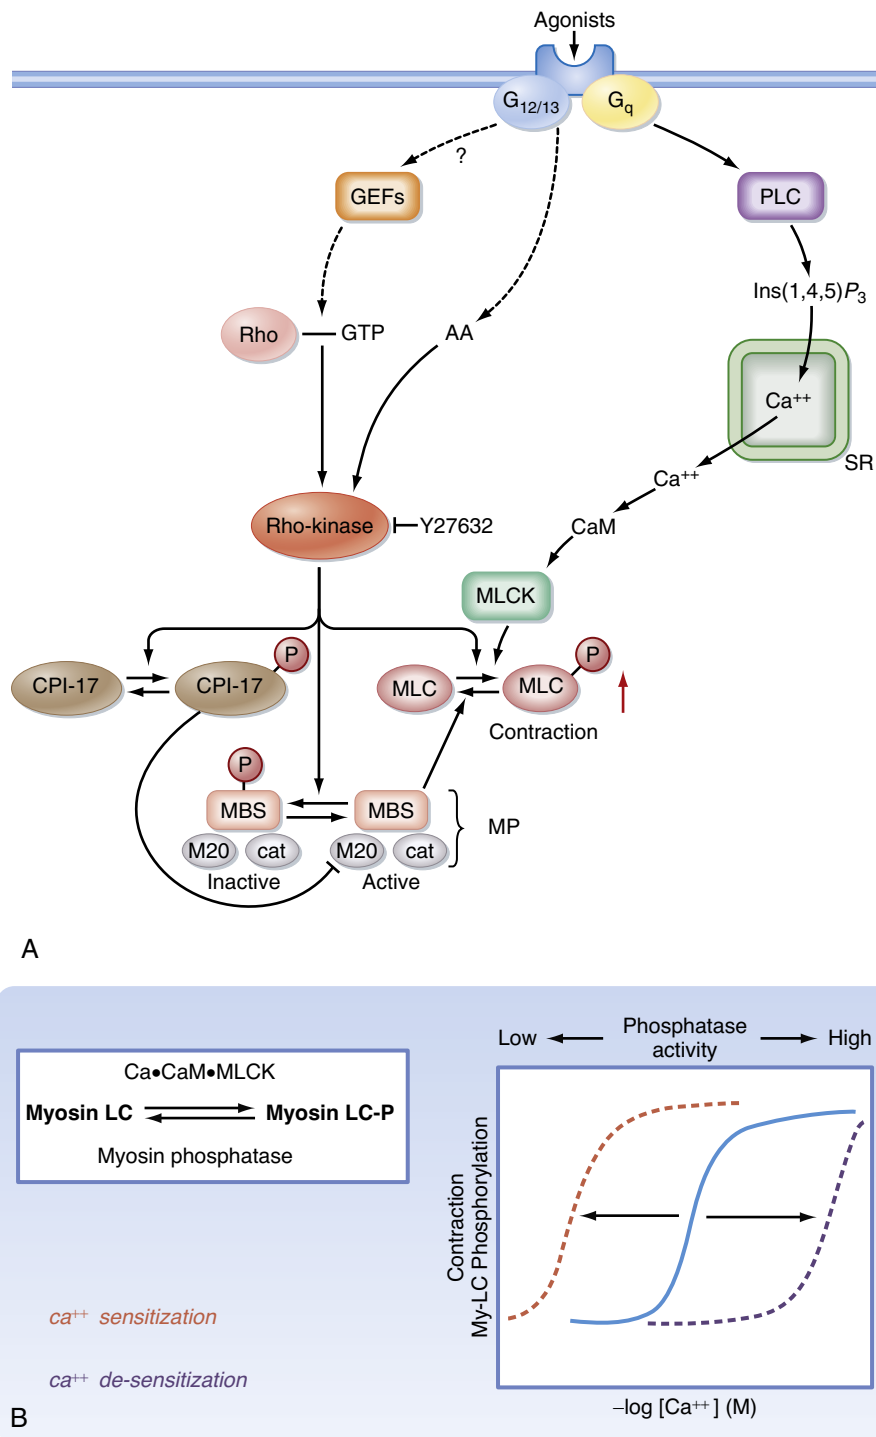 Agonists
G12/13
Gq
?
GEFs
PLC
Ins(1,4,5)P3
Rho
GTP
AA
Ca++
SR
Ca++
Rho-kinase
Y27632
CaM
MLCK
P
P
CPI-17
CPI-17
MLC
MLC
Contraction
P
MBS
MBS
MP
M20
cat
M20
cat
Inactive
Active
A
Low
Phosphatase
activity
High
Ca•CaM•MLCK
Myosin LC
Myosin LC-P
Myosin phosphatase
Contraction
My-LC Phosphorylation
ca++ sensitization
ca++ de-sensitization
–log [Ca++] (M)
B